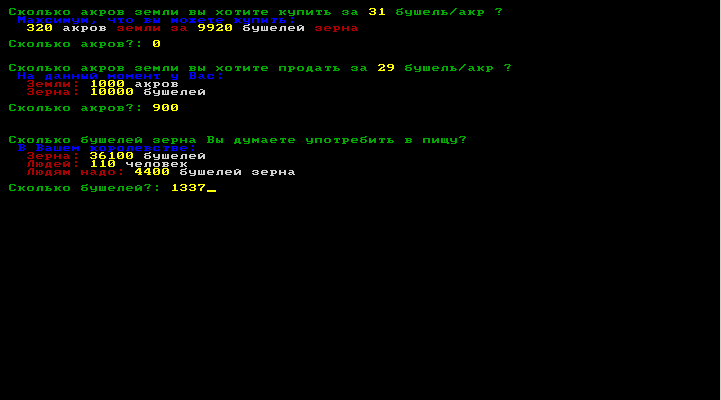 Сколько акров земли вы хотите купить за 31 бушель/акр ?
Максимум, что вы можете купить:
320 акров земли за 9920 бушелей зерна
Сколько акров?: 0
Сколько акров земли вы хотите продать за 29 бушель/акр ?
На данный момент у Вас:
Земли: 1000 акров
Зерна: 10000 бушелей
Сколько акров?: 900
Сколько бушелей зерна Вы думаете употребить в пищу?
В Вашем королевстве:
Зерна: 36100 бушелей
Людей: 110 человек
Людям надо: 4400 бушелей зерна
Сколько бушелей?: 1337_